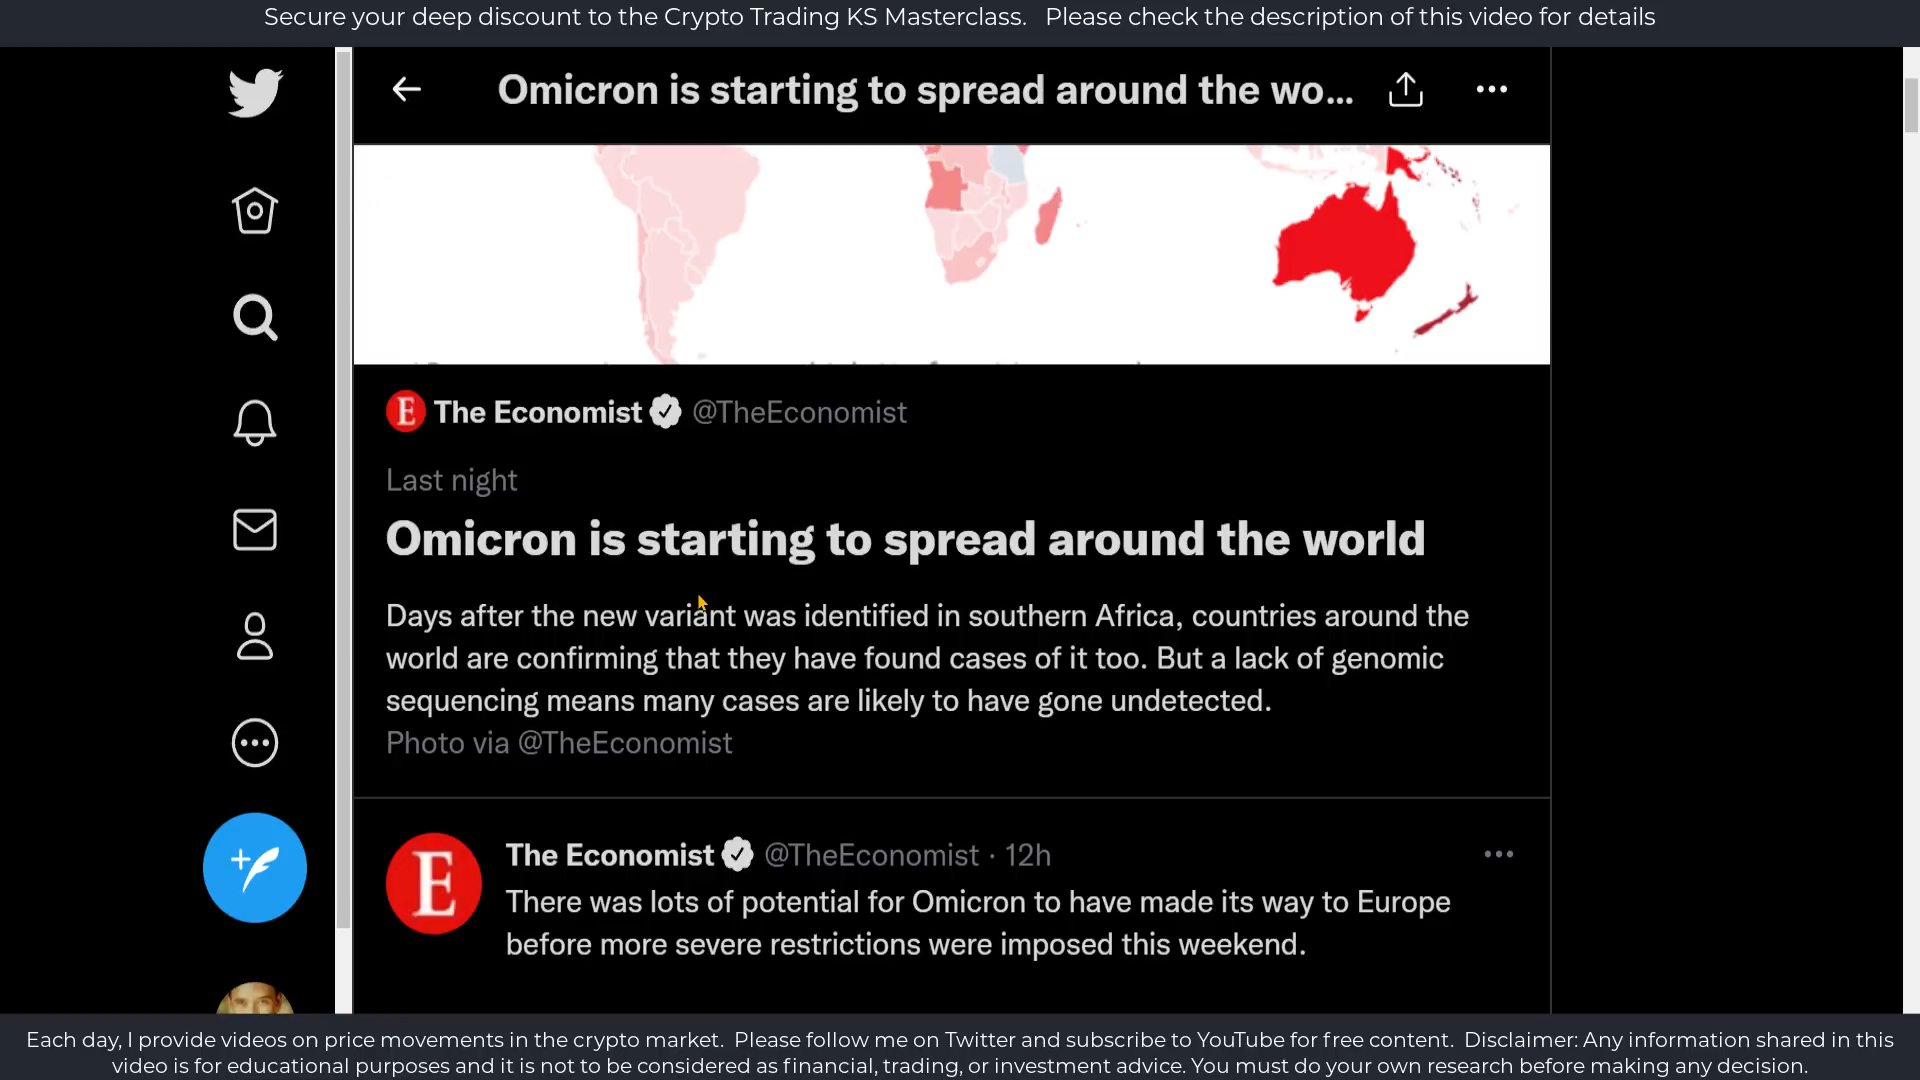 Secure your deep discount to the Crypto Trading KS Masterclass.   Please check the description of this video for details
Omicron is starting to spread around the wo...
E The Economist @TheEconomist
Last night
Omicron is starting to spread around the world
Days after the new variant was identified in southern Africa, countries around the
world are confirming that they have found cases of it too. But a lack of genomic
sequencing means many cases are likely to have gone undetected.
Photo via @TheEconomist
E
The Economist @TheEconomist · 12h
There was lots of potential for Omicron to have made its way to Europe
before more severe restrictions were imposed this weekend.
Each day, I provide videos on price movements in the crypto market.  Please follow me on Twitter and subscribe to YouTube for free content.  Disclaimer: Any information shared in this
video is for educational purposes and it is not to be considered as financial, trading, or investment advice. You must do your own research before making any decision.